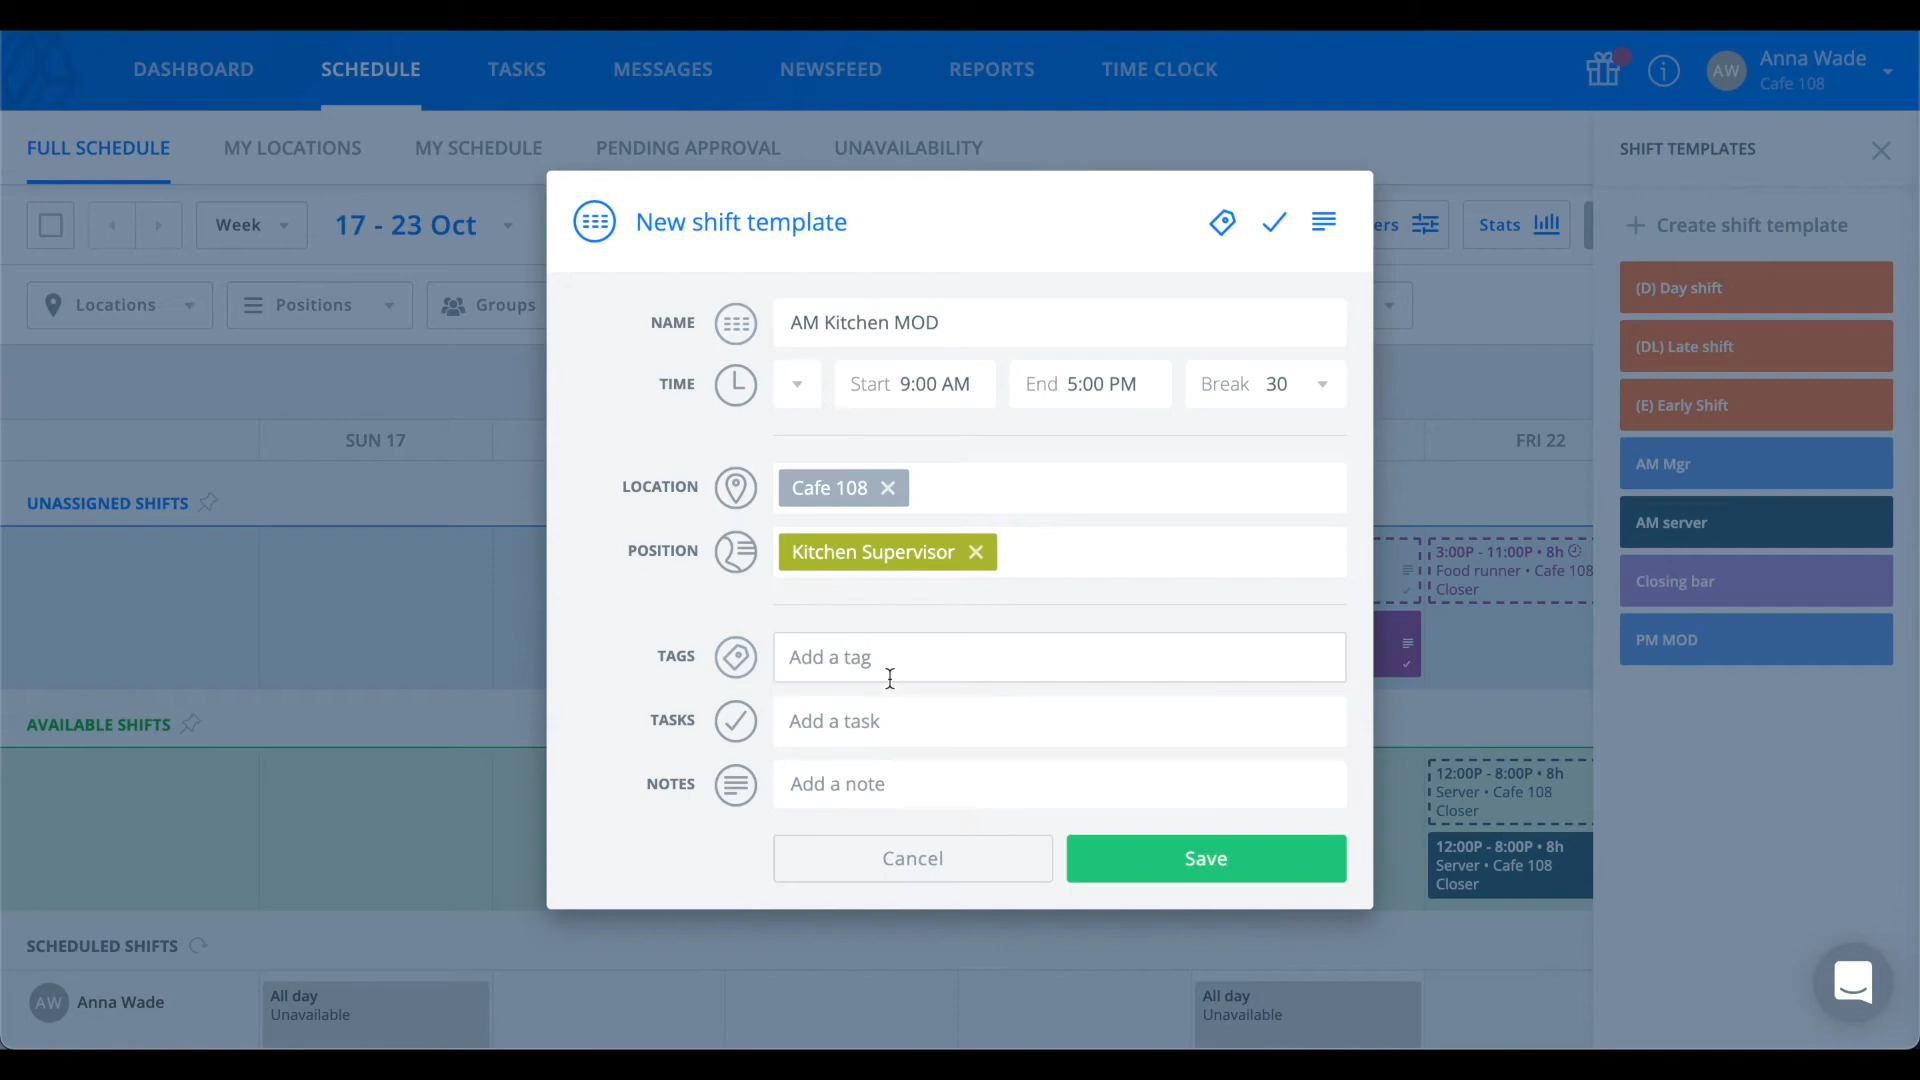 DASHBOARD SCHEDULE TASKS MESSAGES NEWSFEED REPORTS TIME CLOCK
AW Anna Wade
Cafe 108
FULL SCHEDULE MY LOCATIONS MY SCHEDULE PENDING APPROVAL UNAVAILABILITY
SHIFT TEMPLATES
Week 17 - 23 Oct
ers Stats
Create shift template
Locations Positions Groups
New shift template
NAME AM Kitchen MOD
TIME Start 9:00 AM End 5:00 PM Break 30
LOCATION Cafe 108
POSITION Kitchen Supervisor
TAGS Add a tag
TASKS Add a task
NOTES Add a note
Cancel Save
(D) Day shift
(DL) Late shift
(E) Early Shift
AM Mgr
AM server
Closing bar
PM MOD
SUN 17 FRI 22
UNASSIGNED SHIFTS
3:00P - 11:00P • 8h
Food runner • Cafe 108
Closer
AVAILABLE SHIFTS
12:00P - 8:00P • 8h
Server • Cafe 108
Closer
12:00P - 8:00P • 8h
Server • Cafe 108
Closer
SCHEDULED SHIFTS
AW Anna Wade
All day
Unavailable
All day
Unavailable